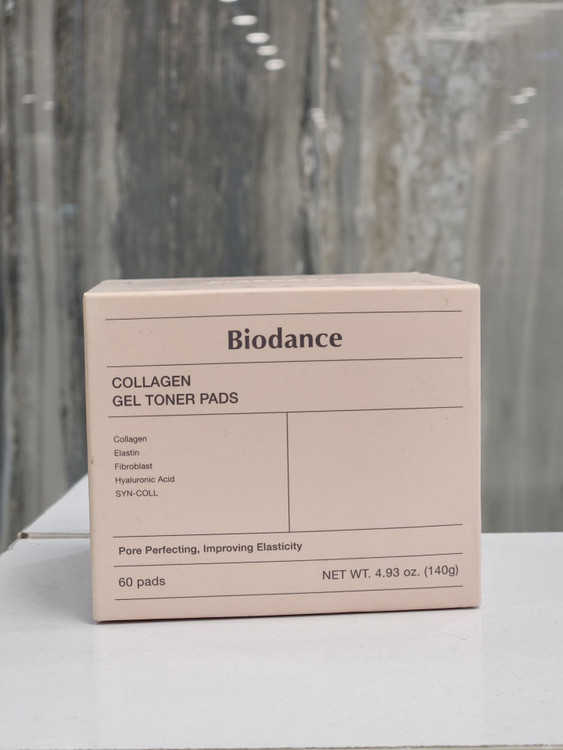 Biodance
COLLAGEN
GEL TONER PADS
Collagen
Elastin
Fibroblast
Hyaluronic Acid
SYN-COLL
Pore Perfecting, Improving Elasticity
60 pads
NET WT. 4.93 oz. (140g)